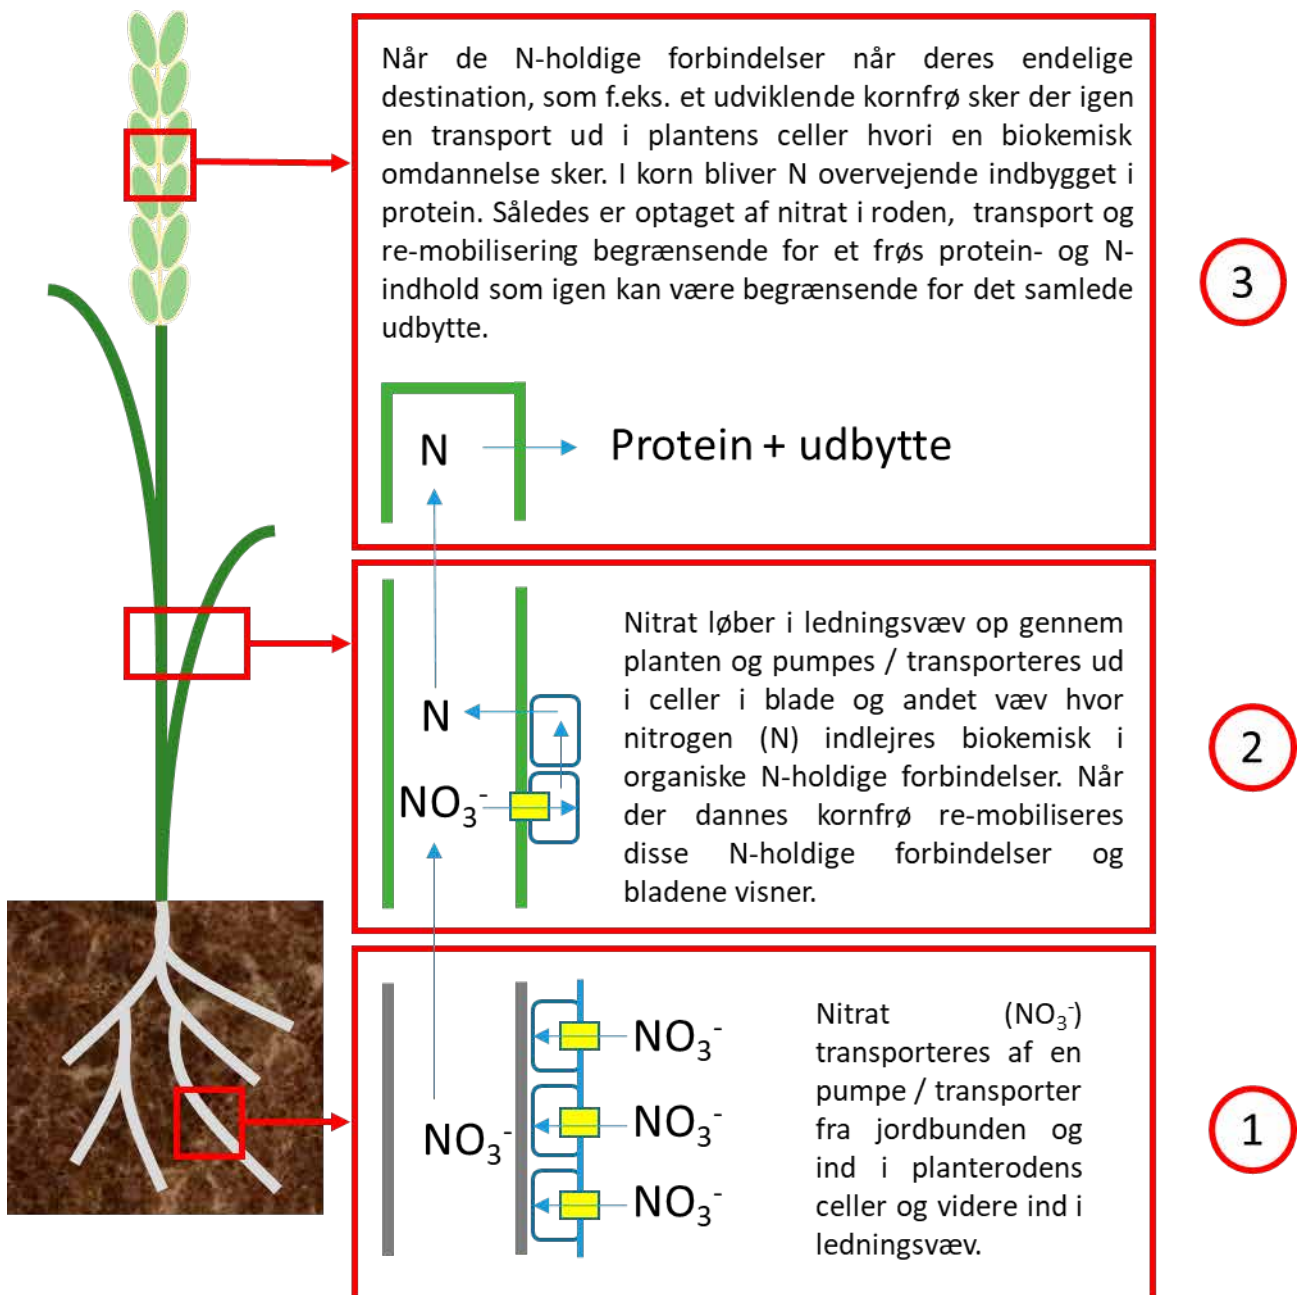 Når de N-holdige forbindelser når deres endelige
destination, som f.eks. et udviklende kornfrø sker der igen
en transport ud i plantens celler hvori en biokemisk
omdannelse sker. I korn bliver N overvejende indbygget i
protein. Således er optaget af nitrat i roden, transport og
re-mobilisering begrænsende for et frøs protein- og N-
indhold som igen kan være begrænsende for det samlede
udbytte.
3
N
Protein + udbytte
Nitrat løber i ledningsvæv op gennem
planten og pumpes / transporteres ud
i celler i blade og andet væv hvor
nitrogen (N) indlejres biokemisk i
organiske N-holdige forbindelser. Når
der dannes kornfrø re-mobiliseres
disse N-holdige forbindelser og
bladene visner.
2
N
NO₃⁻
Nitrat (NO₃⁻)
transporteres af en
pumpe / transporter
fra jordbunden og
ind i planterodens
celler og videre ind i
ledningsvæv.
1
NO₃⁻
NO₃⁻
NO₃⁻
NO₃⁻